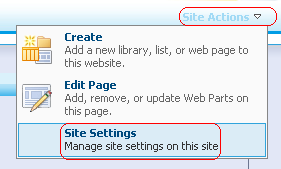 Site Actions
Create
Add a new library, list, or web page to
this website.
Edit Page
Add, remove, or update Web Parts on
this page.
Site Settings
Manage site settings on this site